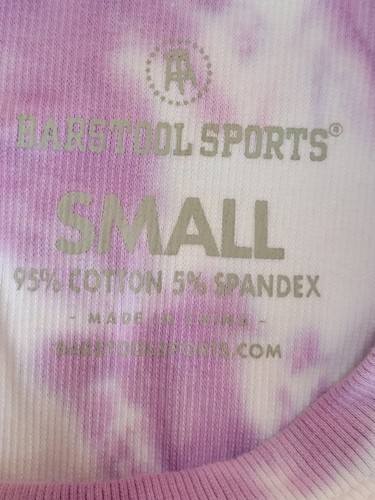 BARSTOOL SPORTS®
SMALL
95% COTTON 5% SPANDEX
- MADE IN CHINA -
BARSTOOLSPORTS.COM